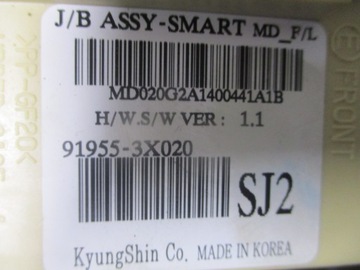 J/B ASSY-SMART MD_F/L
MD020G2A1400441A1B
H/W.S/W VER: 1.1
91955-3X020
SJ2
KyungShin Co. MADE IN KOREA
FRONT